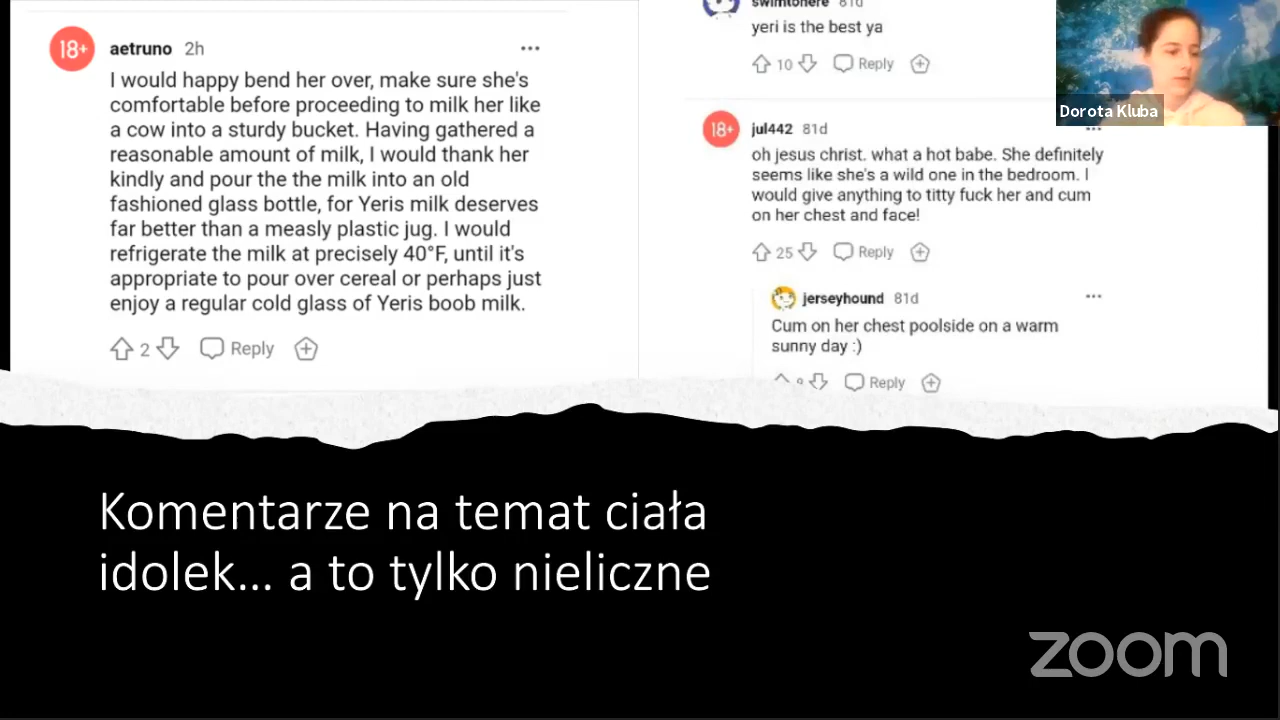 18+ aetruno 2h
I would happy bend her over, make sure she's
comfortable before proceeding to milk her like
a cow into a sturdy bucket. Having gathered a
reasonable amount of milk, I would thank her
kindly and pour the the milk into an old
fashioned glass bottle, for Yeris milk deserves
far better than a measly plastic jug. I would
refrigerate the milk at precisely 40°F, until it's
appropriate to pour over cereal or perhaps just
enjoy a regular cold glass of Yeris boob milk.
2 Reply
swimtohere 81d
yeri is the best ya
10 Reply
18+ jul442 81d
oh jesus christ. what a hot babe. She definitely
seems like she's a wild one in the bedroom. I
would give anything to titty fuck her and cum
on her chest and face!
25 Reply
jerseyhound 81d
Cum on her chest poolside on a warm
sunny day :)
Reply
Dorota Kluba
Komentarze na temat ciała
idolek... a to tylko nieliczne
zoom